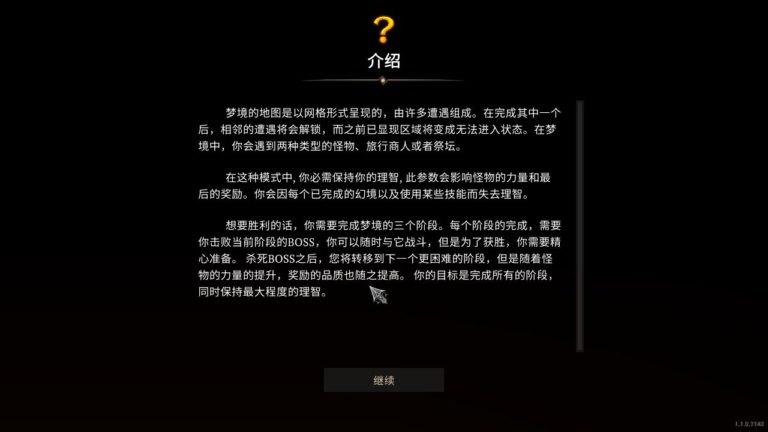 ?
介绍
梦境的地图是以网格形式呈现的，由许多遭遇组成。在完成其中一个
后，相邻的遭遇将会解锁，而之前已显现区域将变成无法进入状态。在梦
境中，你会遇到两种类型的怪物、旅行商人或者祭坛。
在这种模式中, 你必需保持你的理智, 此参数会影响怪物的力量和最
后的奖励。你会因每个已完成的幻境以及使用某些技能而失去理智。
想要胜利的话，你需要完成梦境的三个阶段。每个阶段的完成，需要
你击败当前阶段的BOSS，你可以随时与它战斗，但是为了获胜，你需要精
心准备。 杀死BOSS之后，您将转移到下一个更困难的阶段，但是随着怪
物的力量的提升，奖励的品质也随之提高。 你的目标是完成所有的阶段，
同时保持最大程度的理智。
继续
1.1.0.7143